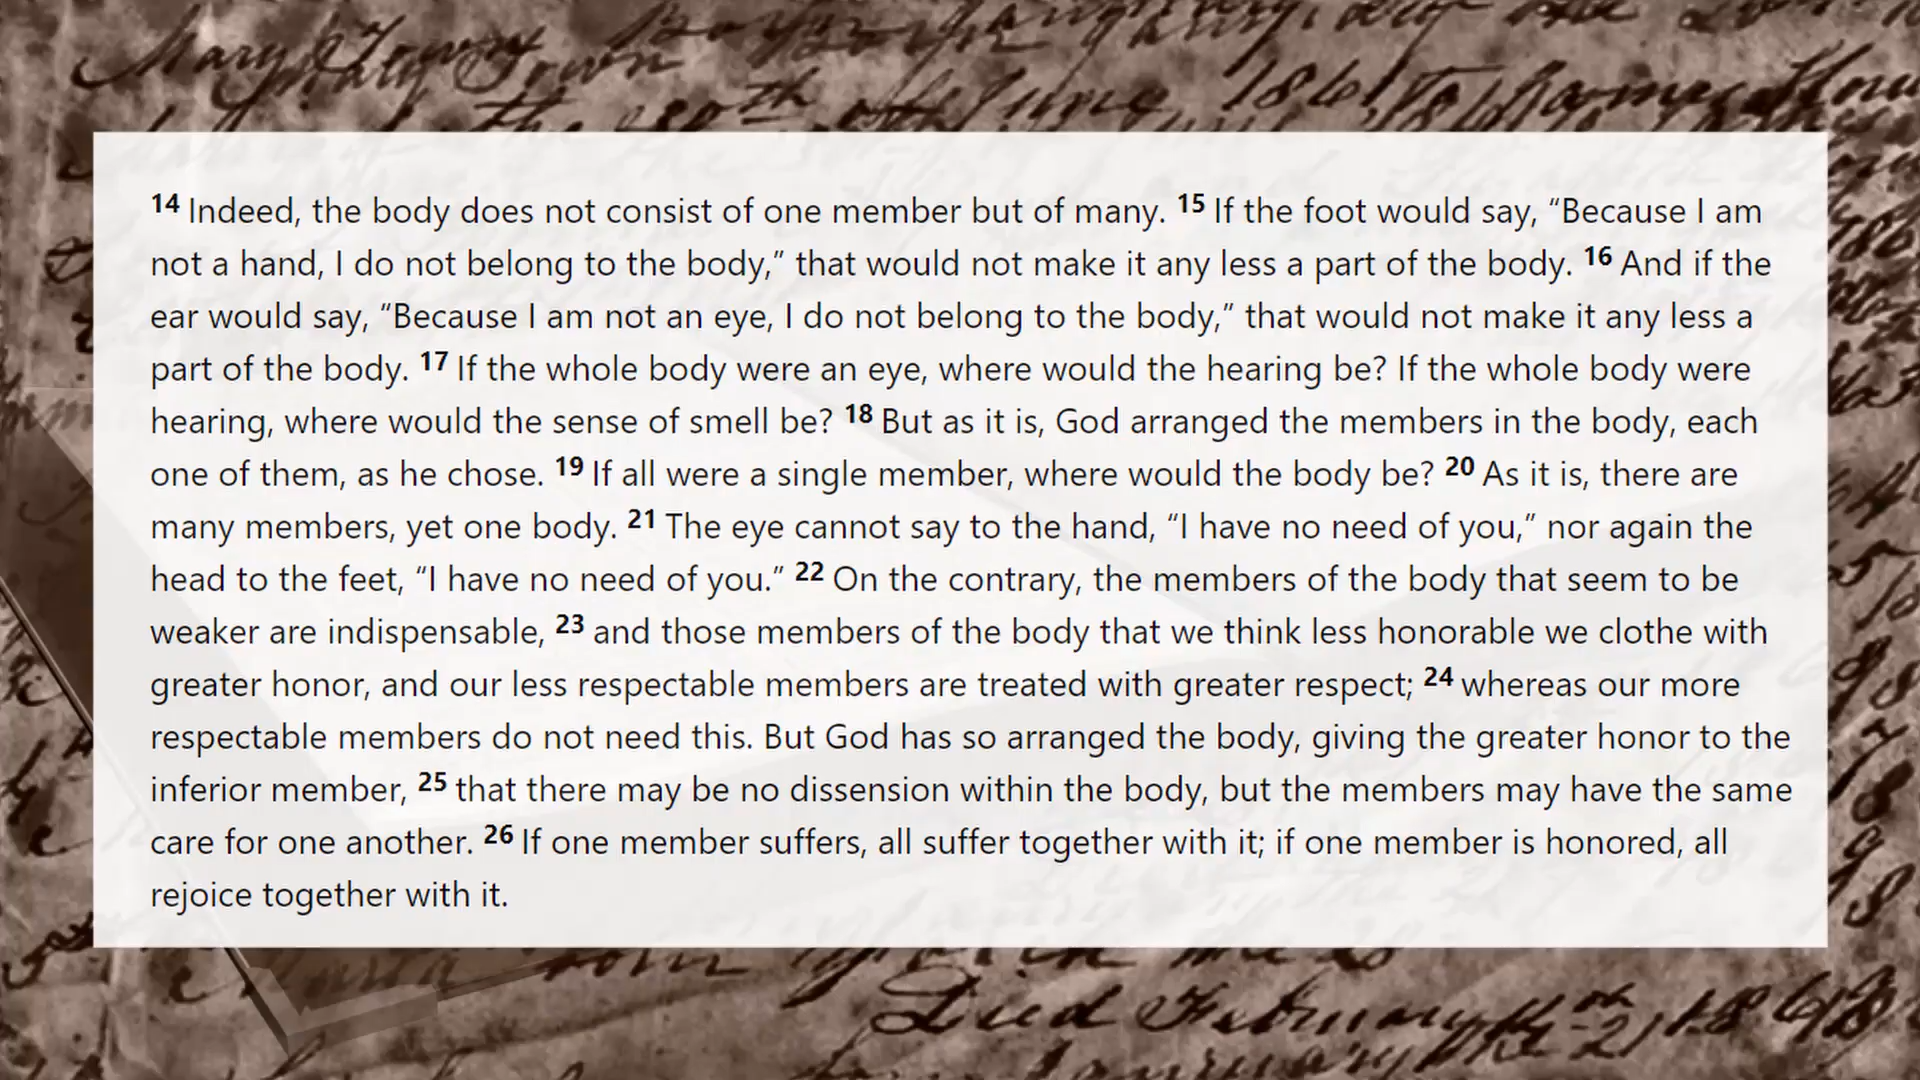 Mary Town
Mary Town
the 30th of June 1861
14 Indeed, the body does not consist of one member but of many. 15 If the foot would say, “Because I am
not a hand, I do not belong to the body,” that would not make it any less a part of the body. 16 And if the
ear would say, “Because I am not an eye, I do not belong to the body,” that would not make it any less a
part of the body. 17 If the whole body were an eye, where would the hearing be? If the whole body were
hearing, where would the sense of smell be? 18 But as it is, God arranged the members in the body, each
one of them, as he chose. 19 If all were a single member, where would the body be? 20 As it is, there are
many members, yet one body. 21 The eye cannot say to the hand, “I have no need of you,” nor again the
head to the feet, “I have no need of you.” 22 On the contrary, the members of the body that seem to be
weaker are indispensable, 23 and those members of the body that we think less honorable we clothe with
greater honor, and our less respectable members are treated with greater respect; 24 whereas our more
respectable members do not need this. But God has so arranged the body, giving the greater honor to the
inferior member, 25 that there may be no dissension within the body, but the members may have the same
care for one another. 26 If one member suffers, all suffer together with it; if one member is honored, all
rejoice together with it.
Died February